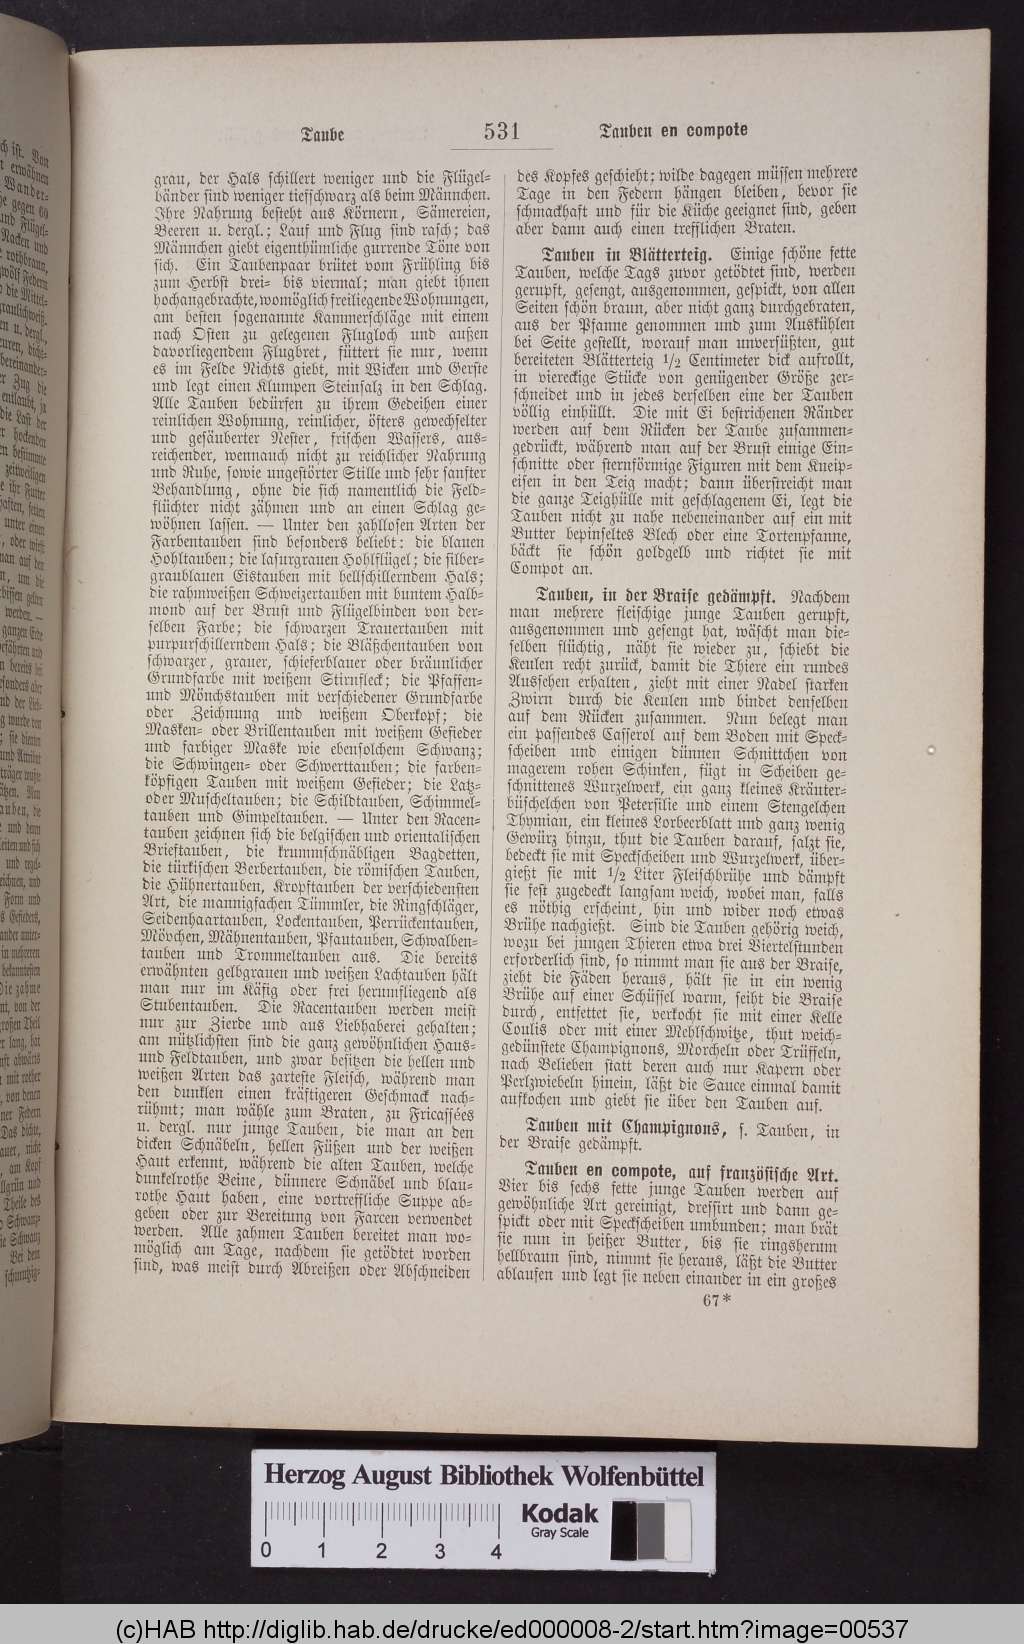 Taube
531
Tauben en compote
grau, der Hals schillert weniger und die Flügel-
bänder sind weniger tiefschwarz als beim Männchen.
Ihre Nahrung besteht aus Körnern, Sämereien,
Beeren u. dergl.; Lauf und Flug sind rasch; das
Männchen giebt eigenthümliche gurrende Töne von
sich. Ein Taubenpaar brütet vom Frühling bis
zum Herbst drei- bis viermal; man giebt ihnen
hochangebrachte, womöglich freiliegende Wohnungen,
am besten sogenannte Kammerschläge mit einem
nach Osten zu gelegenen Flugloch und außen
davorliegendem Flugbret, füttert sie nur, wenn
es im Felde Nichts giebt, mit Wicken und Gerste
und legt einen Klumpen Steinsalz in den Schlag.
Alle Tauben bedürfen zu ihrem Gedeihen einer
reinlichen Wohnung, reinlicher, öfters gewechselter
und gesäuberter Nester, frischen Wassers, aus-
reichender, wennauch nicht zu reichlicher Nahrung
und Ruhe, sowie ungestörter Stille und sehr sanfter
Behandlung, ohne die sich namentlich die Feld-
flüchter nicht zähmen und an einen Schlag ge-
wöhnen lassen. — Unter den zahllosen Arten der
Farbentauben sind besonders beliebt: die blauen
Hohltauben; die lasurgrauen Hohlflügel; die silber-
graublauen Eistauben mit hellschillerndem Hals;
die rahmweißen Schweizertauben mit buntem Halb-
mond auf der Brust und Flügelbinden von der-
selben Farbe; die schwarzen Trauertauben mit
purpurschillerndem Hals; die Bläßchentauben von
schwarzer, grauer, schieferblauer oder bräunlicher
Grundfarbe mit weißem Stirnfleck; die Pfaffen-
und Mönchstauben mit verschiedener Grundfarbe
oder Zeichnung und weißem Oberkopf; die
Masken- oder Brillentauben mit weißem Gefieder
und farbiger Maske wie ebensolchem Schwanz;
die Schwingen- oder Schwerttauben; die farben-
köpfigen Tauben mit weißem Gefieder; die Latz-
oder Muscheltauben; die Schildtauben, Schimmel-
tauben und Gimpeltauben. — Unter den Racen-
tauben zeichnen sich die belgischen und orientalischen
Brieftauben, die krummschnäbligen Bagdetten,
die türkischen Berbertauben, die römischen Tauben,
die Hühnertauben, Kropftauben der verschiedensten
Art, die mannigfachen Tümmler, die Ringschläger,
Seidenhaartauben, Lockentauben, Perrückentauben,
Mövchen, Mähnentauben, Pfautauben, Schwalben-
tauben und Trommeltauben aus. Die bereits
erwähnten gelbgrauen und weißen Lachtauben hält
man nur im Käfig oder frei herumfliegend als
Stubentauben. Die Racentauben werden meist
nur zur Zierde und aus Liebhaberei gehalten;
am nützlichsten sind die ganz gewöhnlichen Haus-
und Feldtauben, und zwar besitzen die hellen und
weißen Arten das zarteste Fleisch, während man
den dunklen einen kräftigeren Geschmack nach-
rühmt; man wähle zum Braten, zu Fricassées
u. dergl. nur junge Tauben, die man an den
dicken Schnäbeln, hellen Füßen und der weißen
Haut erkennt, während die alten Tauben, welche
dunkelrothe Beine, dünnere Schnäbel und blau-
rothe Haut haben, eine vortreffliche Suppe ab-
geben oder zur Bereitung von Farcen verwendet
werden. Alle zahmen Tauben bereitet man wo-
möglich am Tage, nachdem sie getödtet worden
sind, was meist durch Abreißen oder Abschneiden
des Kopfes geschieht; wilde dagegen müssen mehrere
Tage in den Federn hängen bleiben, bevor sie
schmackhaft und für die Küche geeignet sind, geben
aber dann auch einen trefflichen Braten.
Tauben in Blätterteig. Einige schöne fette
Tauben, welche Tags zuvor getödtet sind, werden
gerupft, gesengt, ausgenommen, gespickt, von allen
Seiten schön braun, aber nicht ganz durchgebraten,
aus der Pfanne genommen und zum Auskühlen
bei Seite gestellt, worauf man unversüßten, gut
bereiteten Blätterteig 1/2 Centimeter dick aufrollt,
in viereckige Stücke von genügender Größe zer-
schneidet und in jedes derselben eine der Tauben
völlig einhüllt. Die mit Ei bestrichenen Ränder
werden auf dem Rücken der Taube zusammen-
gedrückt, während man auf der Brust einige Ein-
schnitte oder sternförmige Figuren mit dem Kneip-
eisen in den Teig macht; dann überstreicht man
die ganze Teighülle mit geschlagenem Ei, legt die
Tauben nicht zu nahe nebeneinander auf ein mit
Butter bepinseltes Blech oder eine Tortenpfanne,
bäckt sie schön goldgelb und richtet sie mit
Compot an.
Tauben, in der Braise gedämpft. Nachdem
man mehrere fleischige junge Tauben gerupft,
ausgenommen und gesengt hat, wäscht man die-
selben flüchtig, näht sie wieder zu, schiebt die
Keulen recht zurück, damit die Thiere ein rundes
Aussehen erhalten, zieht mit einer Nadel starken
Zwirn durch die Keulen und bindet denselben
auf dem Rücken zusammen. Nun belegt man
ein passendes Casserol auf dem Boden mit Speck-
scheiben und einigen dünnen Schnittchen von
magerem rohen Schinken, fügt in Scheiben ge-
schnittenes Wurzelwerk, ein ganz kleines Kräuter-
büschelchen von Petersilie und einem Stengelchen
Thymian, ein kleines Lorbeerblatt und ganz wenig
Gewürz hinzu, thut die Tauben darauf, salzt sie,
bedeckt sie mit Speckscheiben und Wurzelwerk, über-
gießt sie mit 1/2 Liter Fleischbrühe und dämpft
sie fest zugedeckt langsam weich, wobei man, falls
es nöthig erscheint, hin und wider noch etwas
Brühe nachgießt. Sind die Tauben gehörig weich,
wozu bei jungen Thieren etwa drei Viertelstunden
erforderlich sind, so nimmt man sie aus der Braise,
zieht die Fäden heraus, hält sie in ein wenig
Brühe auf einer Schüssel warm, seiht die Braise
durch, entfettet sie, verkocht sie mit einer Kelle
Coulis oder mit einer Mehlschwitze, thut weich-
gedünstete Champignons, Morcheln oder Trüffeln,
nach Belieben statt deren auch nur Kapern oder
Perlzwiebeln hinein, läßt die Sauce einmal damit
aufkochen und giebt sie über den Tauben auf.
Tauben mit Champignons, s. Tauben, in
der Braise gedämpft.
Tauben en compote, auf französische Art.
Vier bis sechs fette junge Tauben werden auf
gewöhnliche Art gereinigt, dressirt und dann ge-
spickt oder mit Speckscheiben umbunden; man brät
sie nun in heißer Butter, bis sie ringsherum
hellbraun sind, nimmt sie heraus, läßt die Butter
ablaufen und legt sie neben einander in ein großes
67*
Herzog August Bibliothek Wolfenbüttel
Kodak
Gray Scale
0 1 2 3 4
(c)HAB http://diglib.hab.de/drucke/ed000008-2/start.htm?image=00537